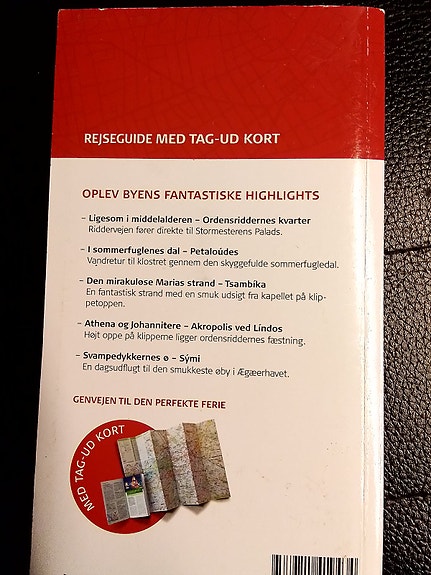 REJSEGUIDE MED TAG-UD KORT
OPLEV BYENS FANTASTISKE HIGHLIGHTS
– Ligesom i middelalderen – Ordensriddernes kvarter
Riddervejen fører direkte til Stormesterens Palads.
– I sommerfuglenes dal – Petaloúdes
Vandretur til klostret gennem den skyggefulde sommerfugledal.
– Den mirakuløse Marias strand – Tsambíka
En fantastisk strand med en smuk udsigt fra kapellet på klip-
petoppen.
– Athena og Johannitere – Akropolis ved Líndos
Højt oppe på klipperne ligger ordensriddernes fæstning.
– Svampedykkernes ø – Sými
En dagsudflugt til den smukkeste øby i Ægæerhavet.
GENVEJEN TIL DEN PERFEKTE FERIE
MED TAG-UD KORT